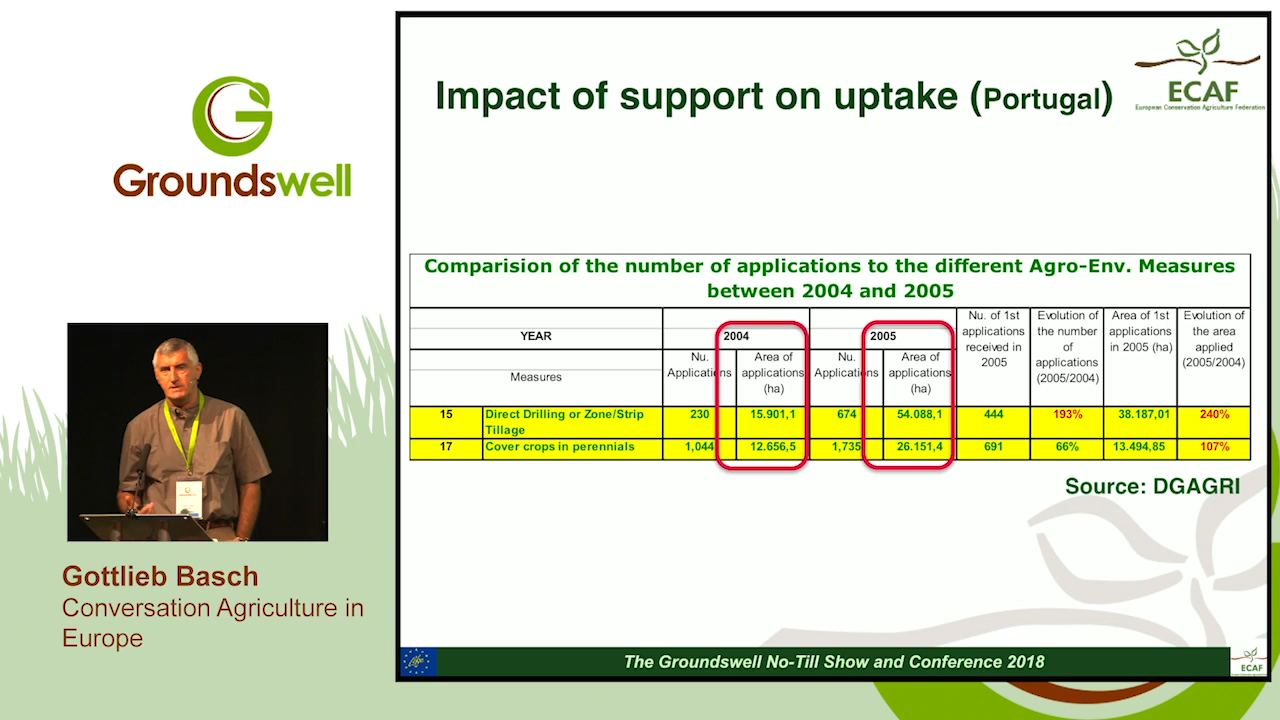 Groundswell
Gottlieb Basch
Conversation Agriculture in
Europe
Impact of support on uptake (Portugal)
ECAF
European Conservation Agriculture Federation
Comparision of the number of applications to the different Agro-Env. Measures
between 2004 and 2005
YEAR
2004
2005
Nu. of 1st
applications
received in
2005
Evolution of
the number
of
applications
(2005/2004)
Area of 1st
applications
in 2005 (ha)
Evolution of
the area
applied
(2005/2004)
Measures
Nu.
Applications
Area of
applications
(ha)
Nu.
Applications
Area of
applications
(ha)
15 Direct Drilling or Zone/Strip Tillage 230 15.901,1 674 54.088,1 444 193% 38.187,01 240%
17 Cover crops in perennials 1,044 12.656,5 1,735 26.151,4 691 66% 13.494,85 107%
Source: DGAGRI
life
The Groundswell No-Till Show and Conference 2018
ECAF